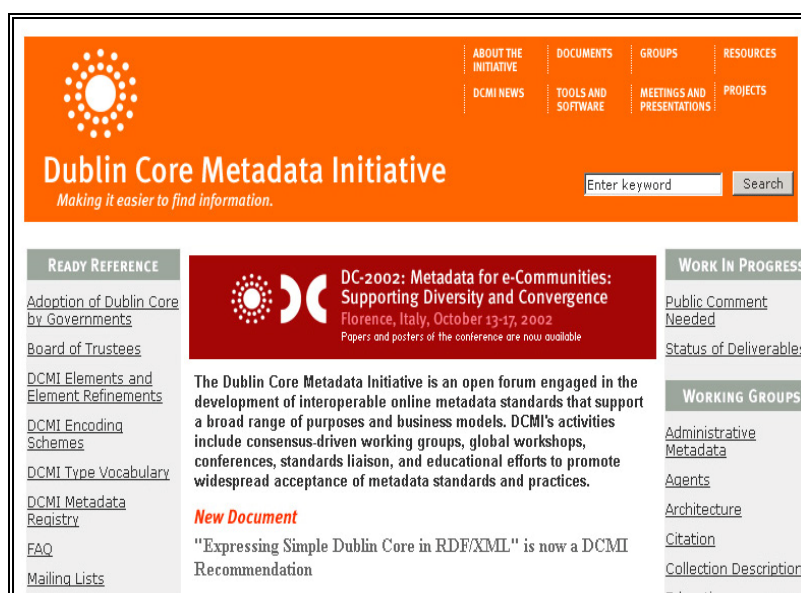 ABOUT THE
INITIATIVE
DOCUMENTS
GROUPS
RESOURCES
DCMI NEWS
TOOLS AND
SOFTWARE
MEETINGS AND
PRESENTATIONS
PROJECTS
Dublin Core Metadata Initiative
Making it easier to find information.
Enter keyword
Search
READY REFERENCE
Adoption of Dublin Core
by Governments
Board of Trustees
DCMI Elements and
Element Refinements
DCMI Encoding
Schemes
DCMI Type Vocabulary
DCMI Metadata
Registry
FAQ
Mailing Lists
DC-2002: Metadata for e-Communities:
Supporting Diversity and Convergence
Florence, Italy, October 13-17, 2002
Papers and posters of the conference are now available
The Dublin Core Metadata Initiative is an open forum engaged in the
development of interoperable online metadata standards that support
a broad range of purposes and business models. DCMI's activities
include consensus-driven working groups, global workshops,
conferences, standards liaison, and educational efforts to promote
widespread acceptance of metadata standards and practices.
New Document
"Expressing Simple Dublin Core in RDF/XML" is now a DCMI
Recommendation
WORK IN PROGRESS
Public Comment
Needed
Status of Deliverables
WORKING GROUPS
Administrative
Metadata
Agents
Architecture
Citation
Collection Description